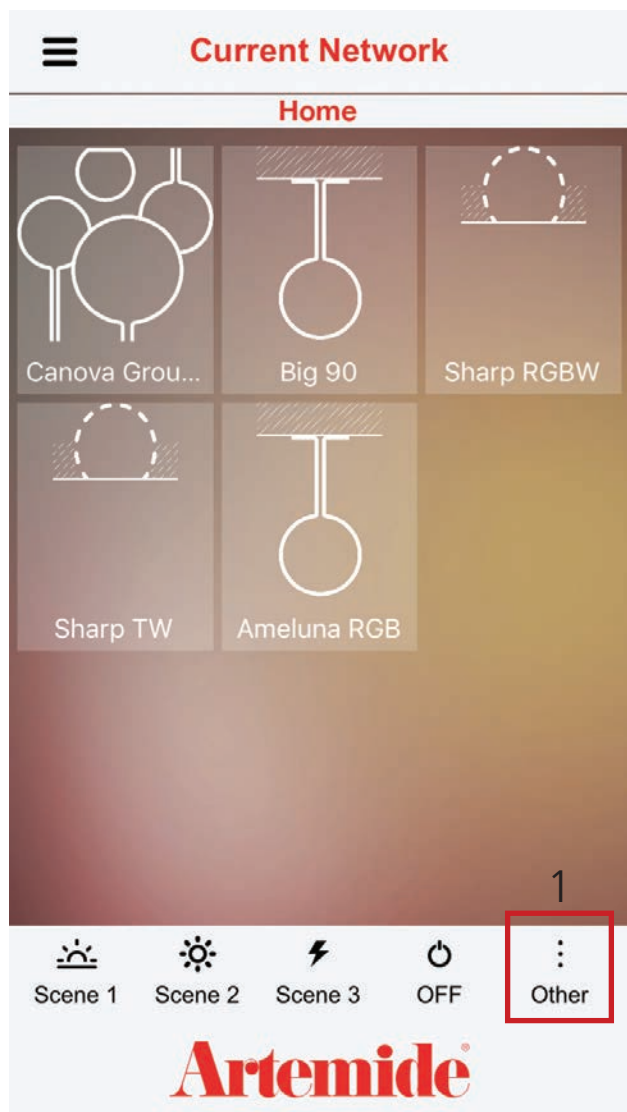 Current Network
Home
Canova Grou...
Big 90
Sharp RGBW
Sharp TW
Ameluna RGB
1
Scene 1
Scene 2
Scene 3
OFF
Other
Artemide®